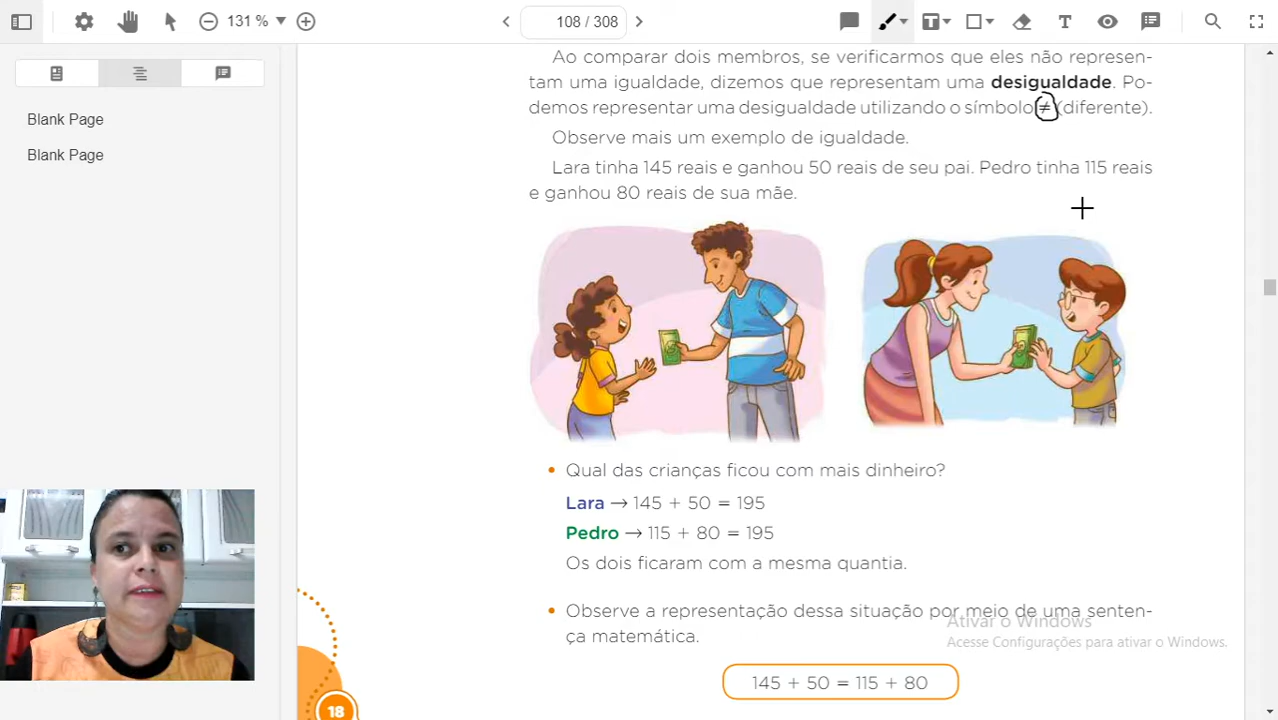 131 %
108 / 308
Blank Page
Blank Page
Ao comparar dois membros, se verificarmos que eles não represen-
tam uma igualdade, dizemos que representam uma desigualdade. Po-
demos representar uma desigualdade utilizando o símbolo ≠ (diferente).
Observe mais um exemplo de igualdade.
Lara tinha 145 reais e ganhou 50 reais de seu pai. Pedro tinha 115 reais
e ganhou 80 reais de sua mãe.
• Qual das crianças ficou com mais dinheiro?
Lara → 145 + 50 = 195
Pedro → 115 + 80 = 195
Os dois ficaram com a mesma quantia.
• Observe a representação dessa situação por meio de uma senten-
ça matemática.
Ativar o Windows
Acesse Configurações para ativar o Windows.
145 + 50 = 115 + 80
18